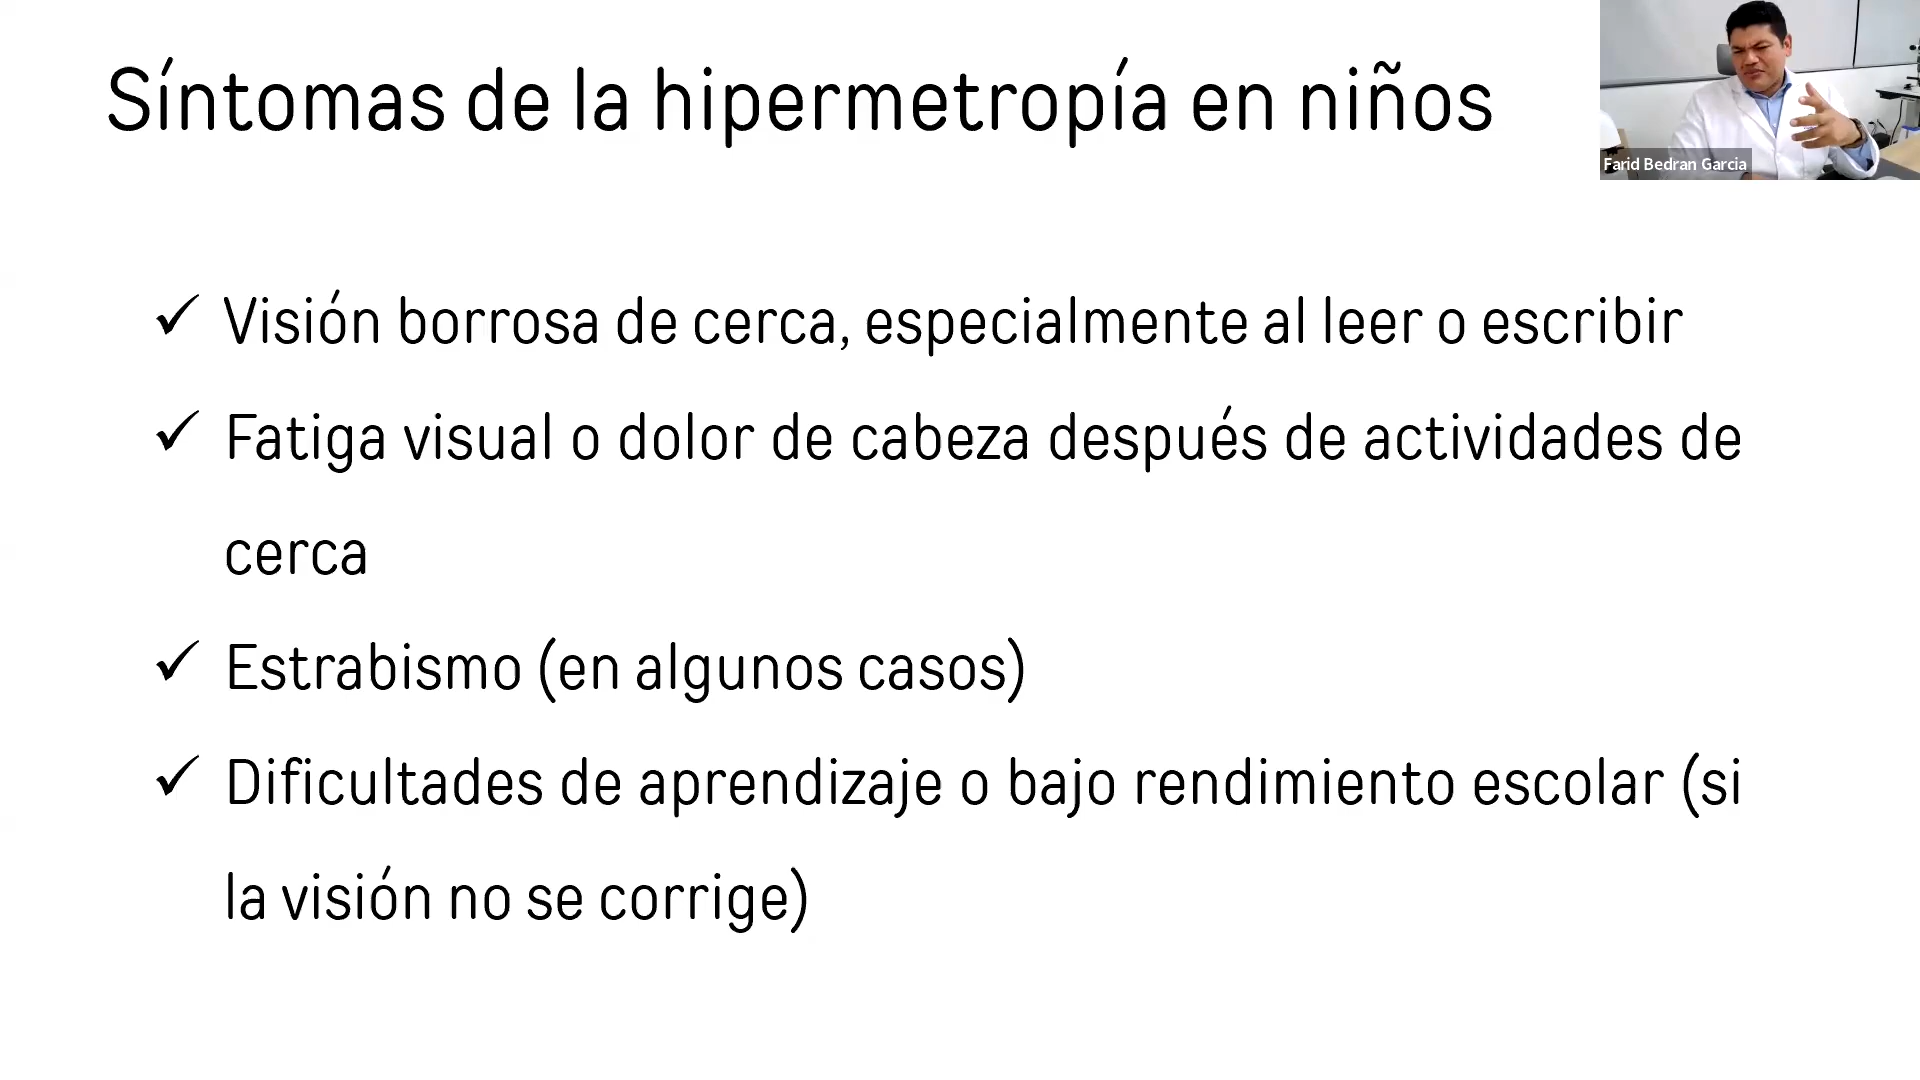 Síntomas de la hipermetropía en niños
Farid Bedran Garcia
✓ Visión borrosa de cerca, especialmente al leer o escribir
✓ Fatiga visual o dolor de cabeza después de actividades de
cerca
✓ Estrabismo (en algunos casos)
✓ Dificultades de aprendizaje o bajo rendimiento escolar (si
la visión no se corrige)